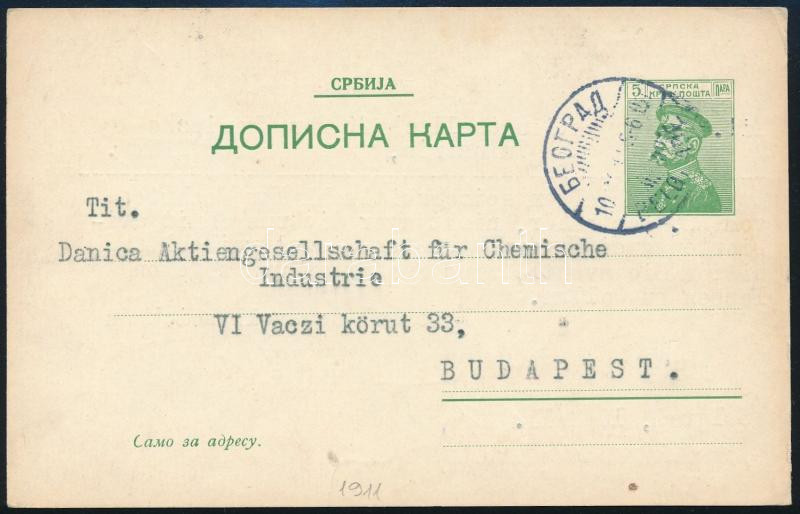 СРБИЈА
ДОПИСНА КАРТА
5 СРПСКА ПАРА
ПОШТА
БЕОГРАД
10
Tit.
Danica Aktiengesellschaft für Chemische
Industrie
VI Vaczi körut 33,
BUDAPEST.
Само за адресу.
1911